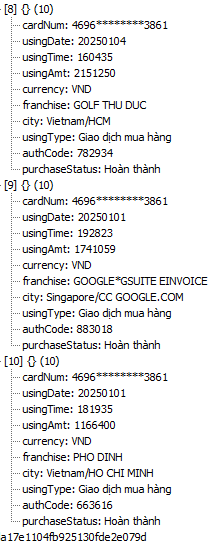 [8] {} (10)
cardNum: 4696********3861
usingDate: 20250104
usingTime: 160435
usingAmt: 2151250
currency: VND
franchise: GOLF THU DUC
city: Vietnam/HCM
usingType: Giao dịch mua hàng
authCode: 782934
purchaseStatus: Hoàn thành
[9] {} (10)
cardNum: 4696********3861
usingDate: 20250101
usingTime: 192823
usingAmt: 1741059
currency: VND
franchise: GOOGLE*GSUITE EINVOICE
city: Singapore/CC GOOGLE.COM
usingType: Giao dịch mua hàng
authCode: 883018
purchaseStatus: Hoàn thành
[10] {} (10)
cardNum: 4696********3861
usingDate: 20250101
usingTime: 181935
usingAmt: 1166400
currency: VND
franchise: PHO DINH
city: Vietnam/HO CHI MINH
usingType: Giao dịch mua hàng
authCode: 663616
purchaseStatus: Hoàn thành
a17e1104fb925130fde2e079d